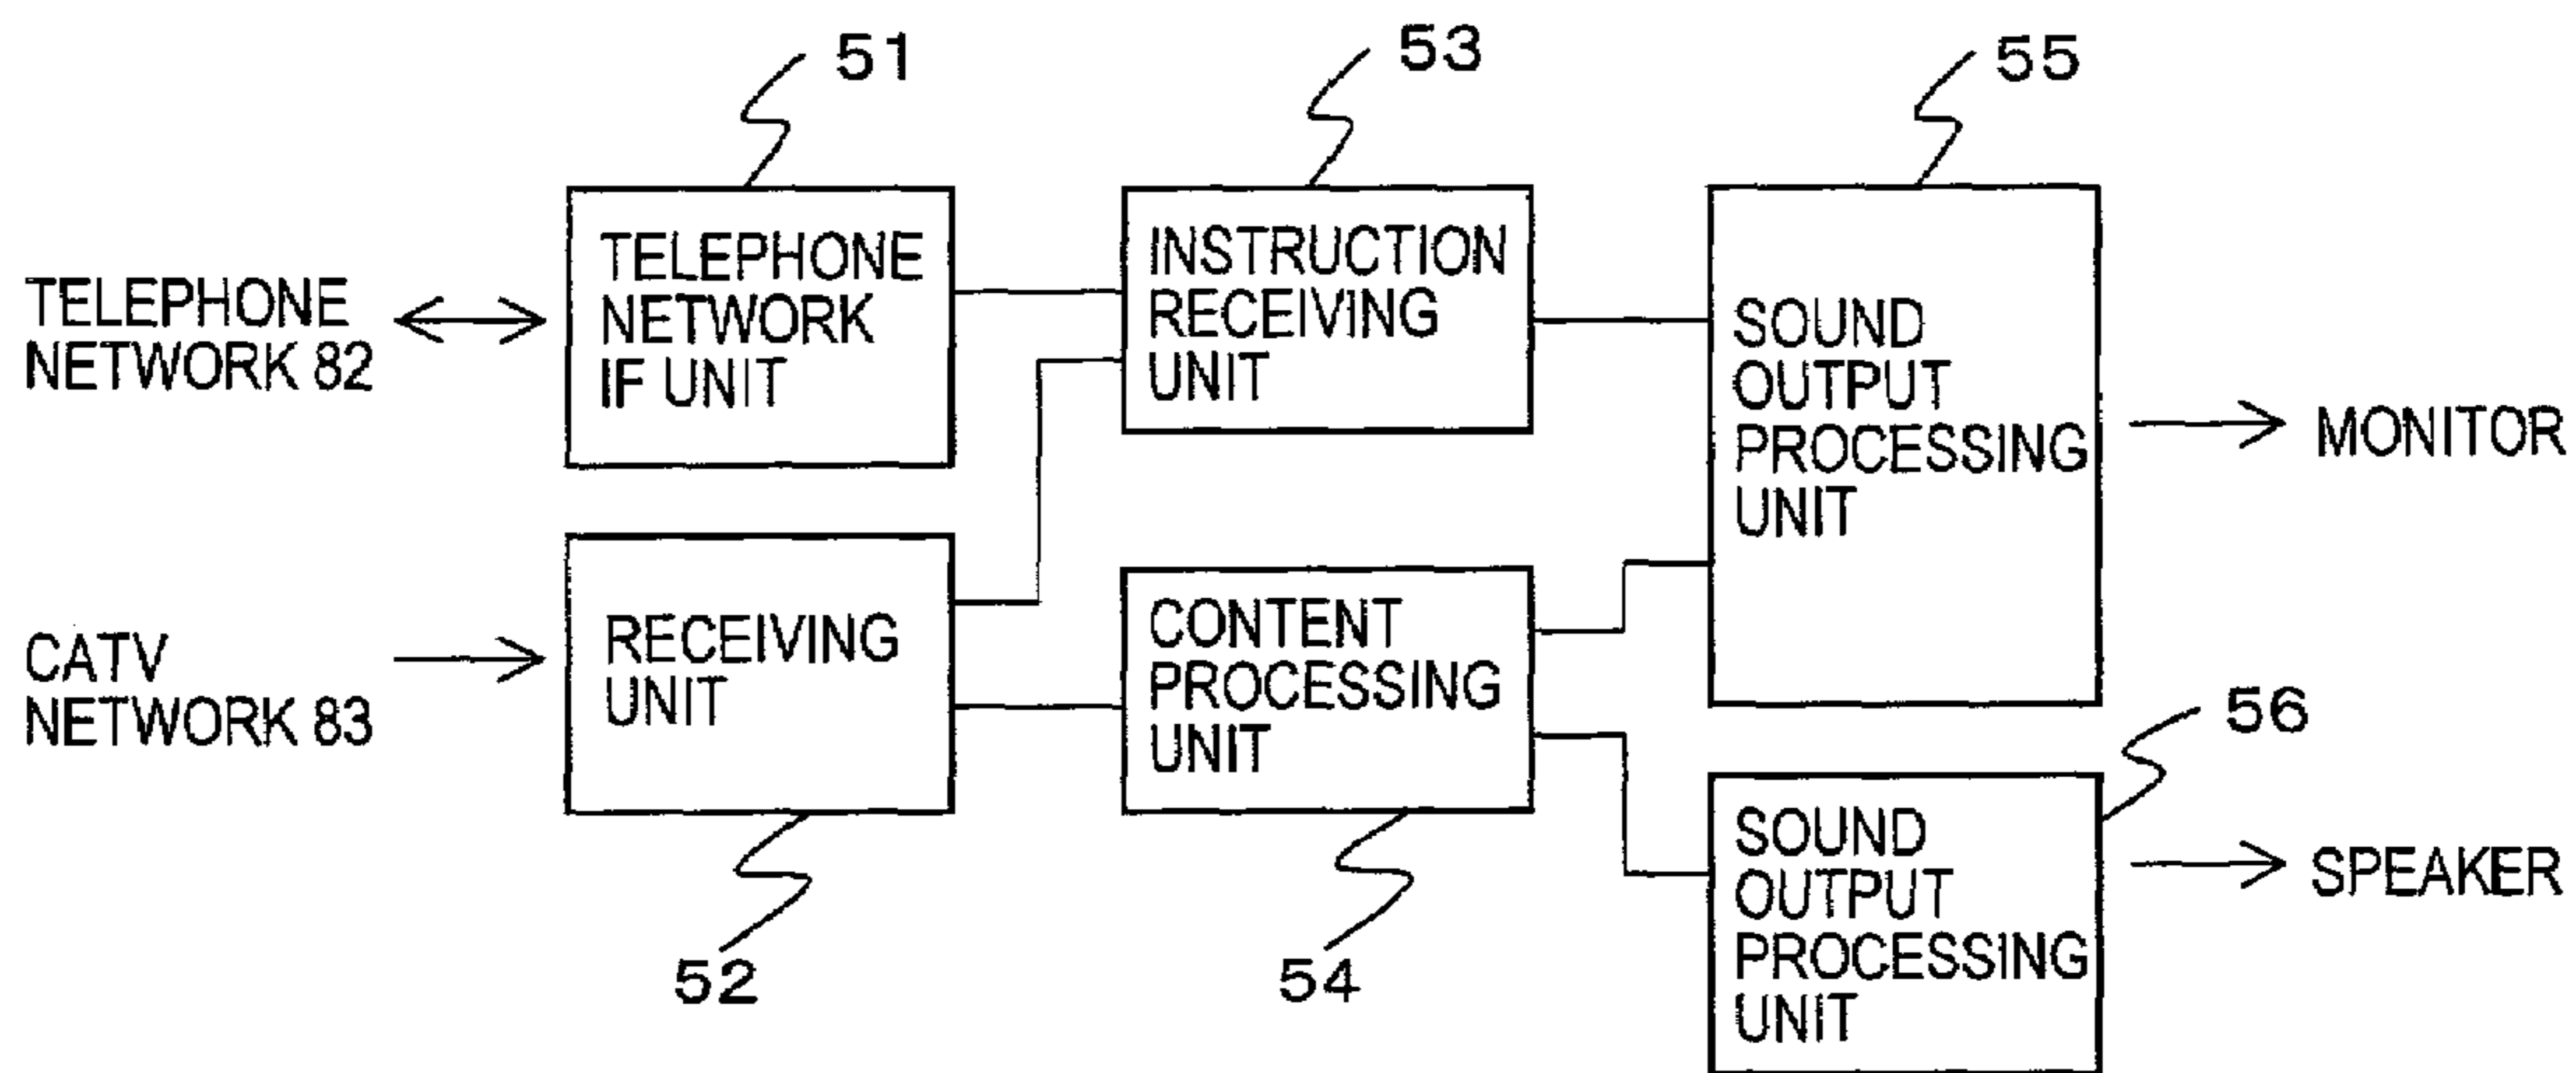 51
53
55
TELEPHONE
NETWORK 82
TELEPHONE
NETWORK
IF UNIT
INSTRUCTION
RECEIVING
UNIT
SOUND
OUTPUT
PROCESSING
UNIT
MONITOR
CATV
NETWORK 83
RECEIVING
UNIT
CONTENT
PROCESSING
UNIT
56
SOUND
OUTPUT
PROCESSING
UNIT
SPEAKER
52
54